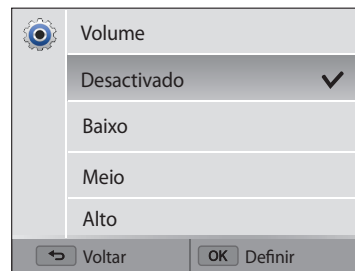 Volume
Desactivado
Baixo
Meio
Alto
Voltar OK Definir